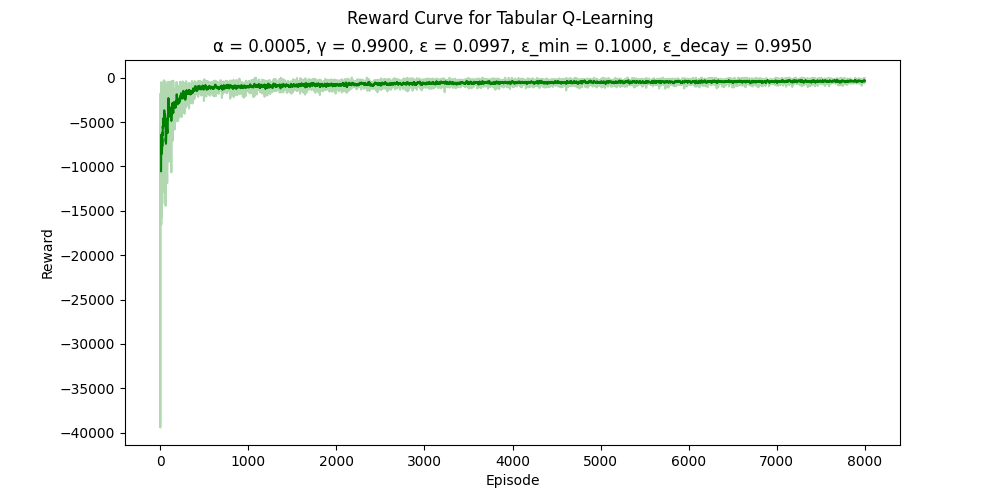 Reward Curve for Tabular Q-Learning
α = 0.0005, γ = 0.9900, ε = 0.0997, ε_min = 0.1000, ε_decay = 0.9950
0
−5000
−10000
−15000
−20000
−25000
−30000
−35000
−40000
Reward
0 1000 2000 3000 4000 5000 6000 7000 8000
Episode